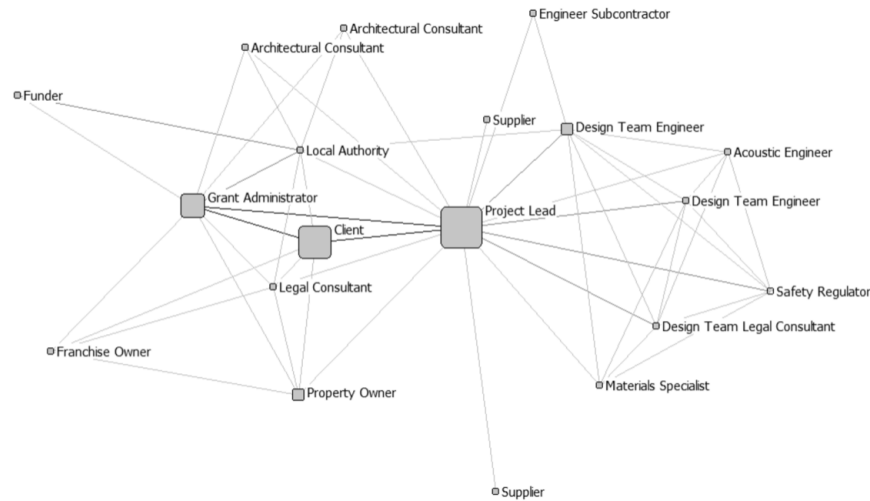 Engineer Subcontractor
Architectural Consultant
Architectural Consultant
Funder
Supplier
Design Team Engineer
Local Authority
Acoustic Engineer
Grant Administrator
Design Team Engineer
Project Lead
Client
Legal Consultant
Safety Regulator
Design Team Legal Consultant
Franchise Owner
Materials Specialist
Property Owner
Supplier